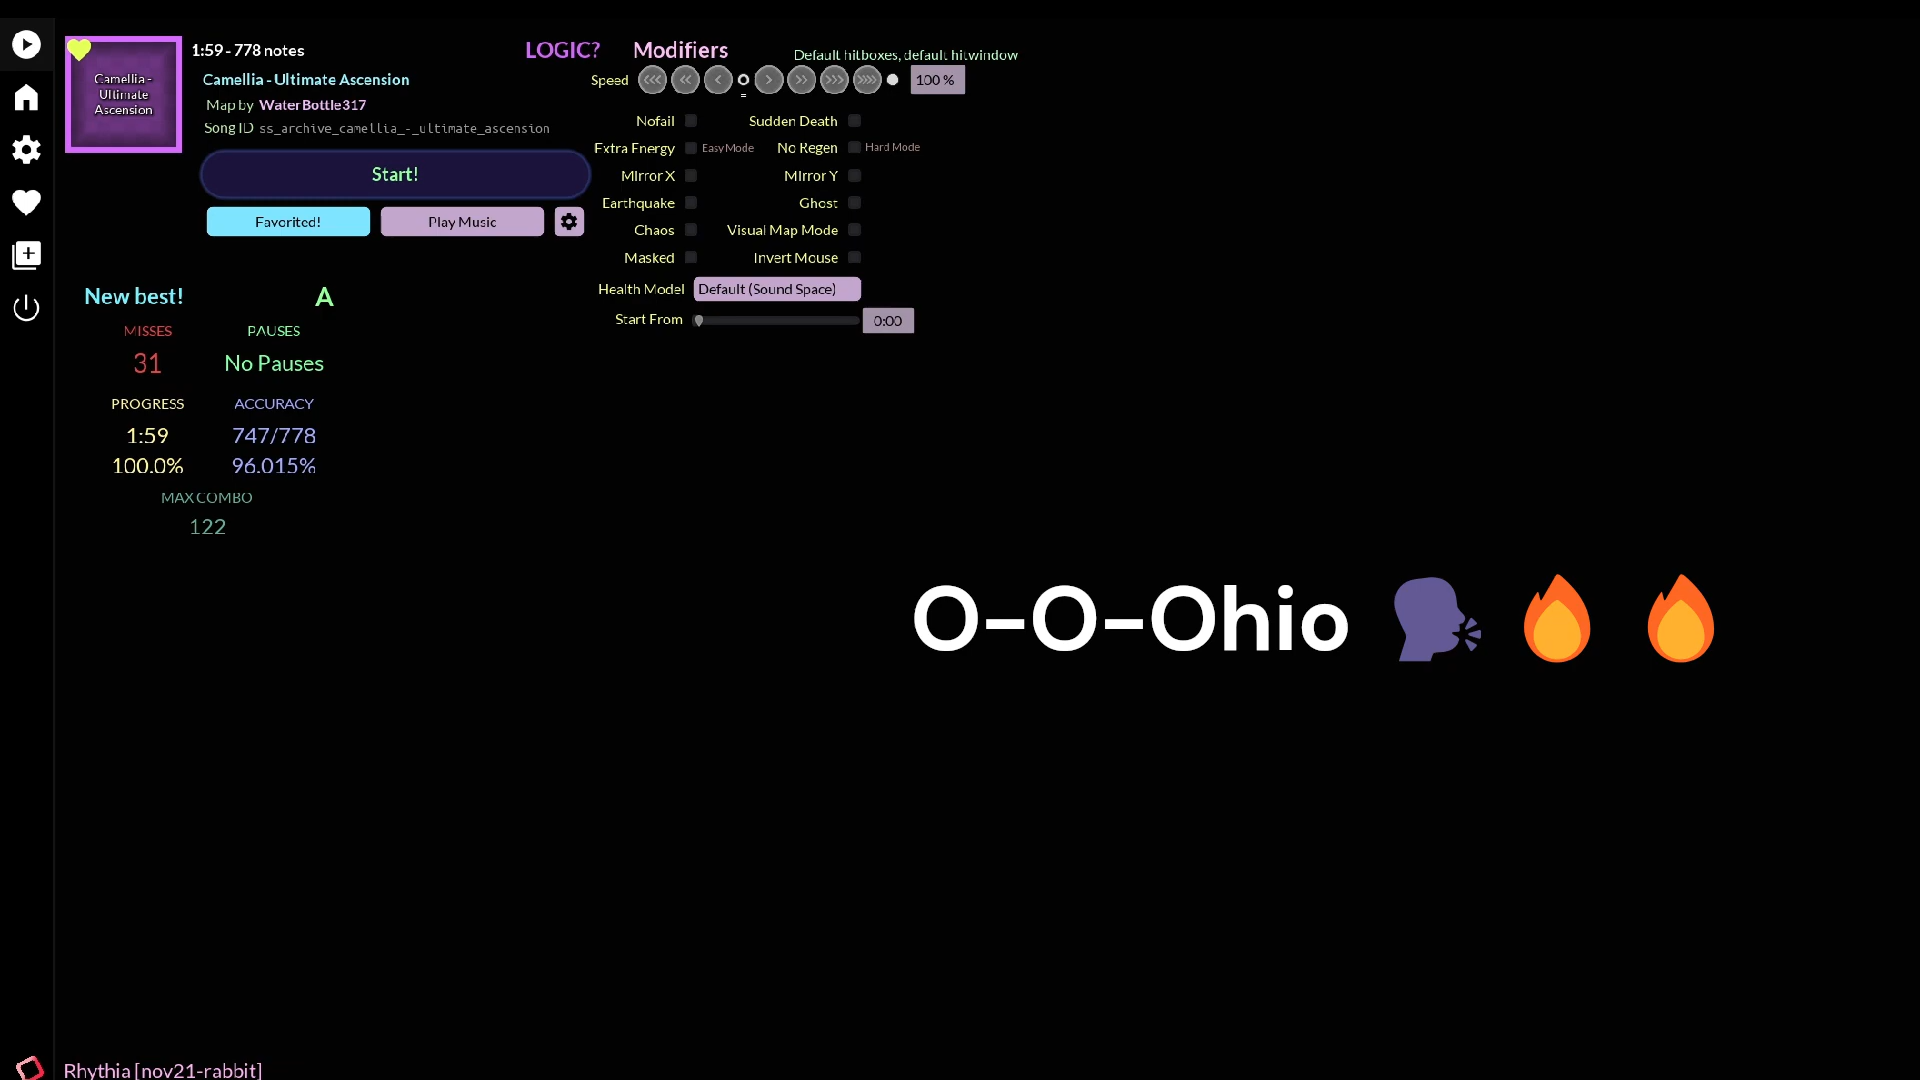 Camellia -
Ultimate
Ascension
1:59 - 778 notes
LOGIC?
Camellia - Ultimate Ascension
Map by WaterBottle317
Song ID ss_archive_camellia_-_ultimate_ascension
Start!
Favorited!
Play Music
Modifiers
Default hitboxes, default hitwindow
Speed
100 %
Nofail
Sudden Death
Extra Energy
Easy Mode
No Regen
Hard Mode
Mirror X
Mirror Y
Earthquake
Ghost
Chaos
Visual Map Mode
Masked
Invert Mouse
Health Model
Default (Sound Space)
Start From
0:00
New best!
A
MISSES
PAUSES
31
No Pauses
PROGRESS
ACCURACY
1:59
747/778
100.0%
96.015%
MAX COMBO
122
O-O-Ohio
Rhythia [nov21-rabbit]